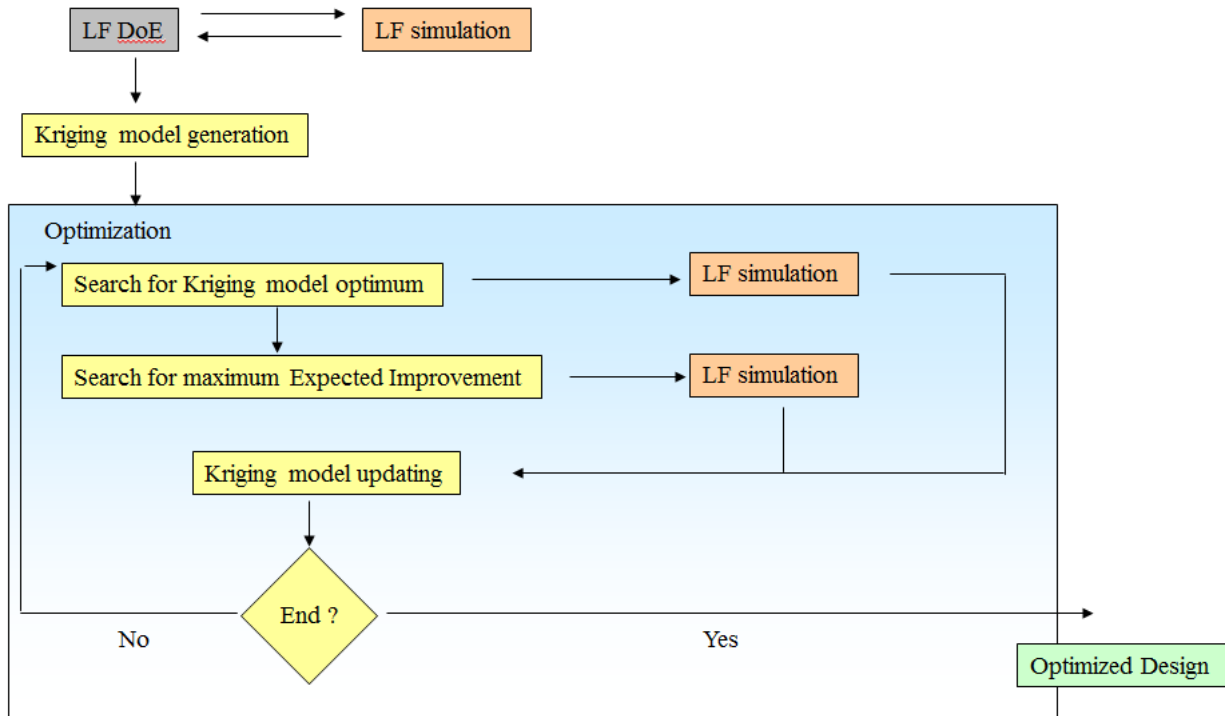 LF DoE
LF simulation
Kriging model generation
Optimization
Search for Kriging model optimum
LF simulation
Search for maximum Expected Improvement
LF simulation
Kriging model updating
End ?
No
Yes
Optimized Design